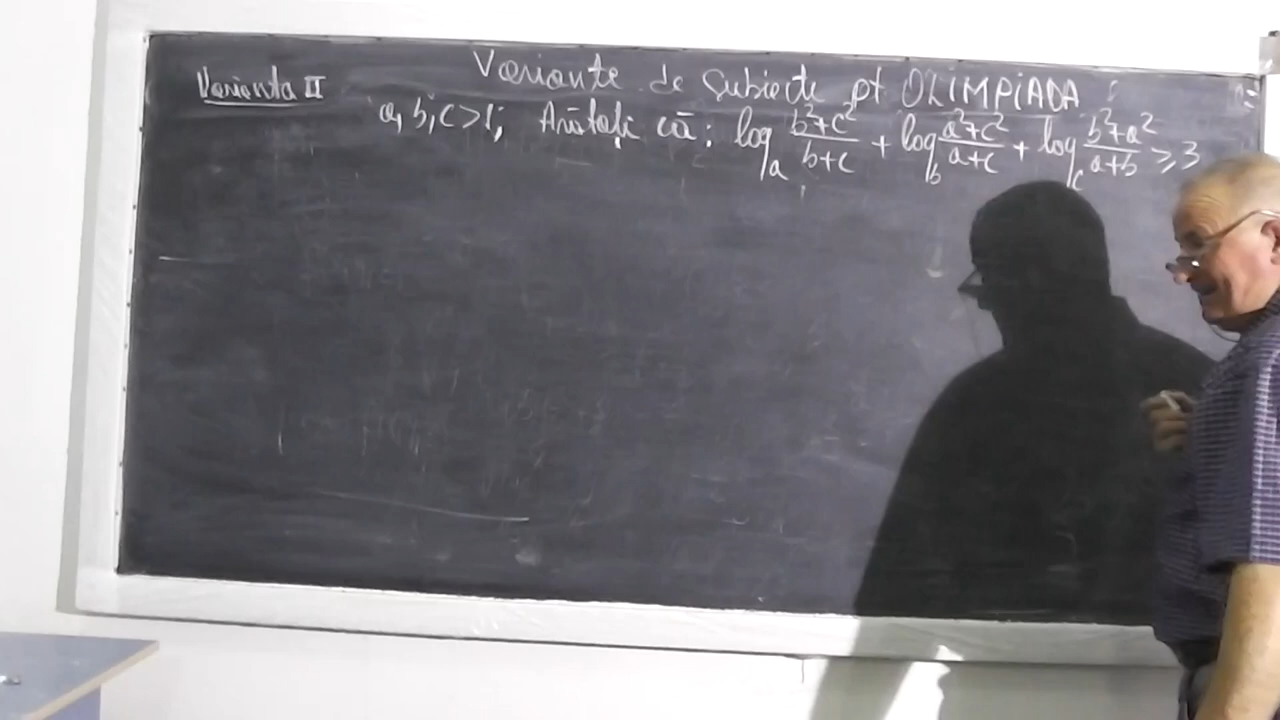 Variante de subiecte pt OLIMPIADA :
Varianta II
a, b, c > 1; Arătați că: log_a (b²+c²)/(b+c) + log_b (a²+c²)/(a+c) + log_c (b²+a²)/(a+b) ≥ 3